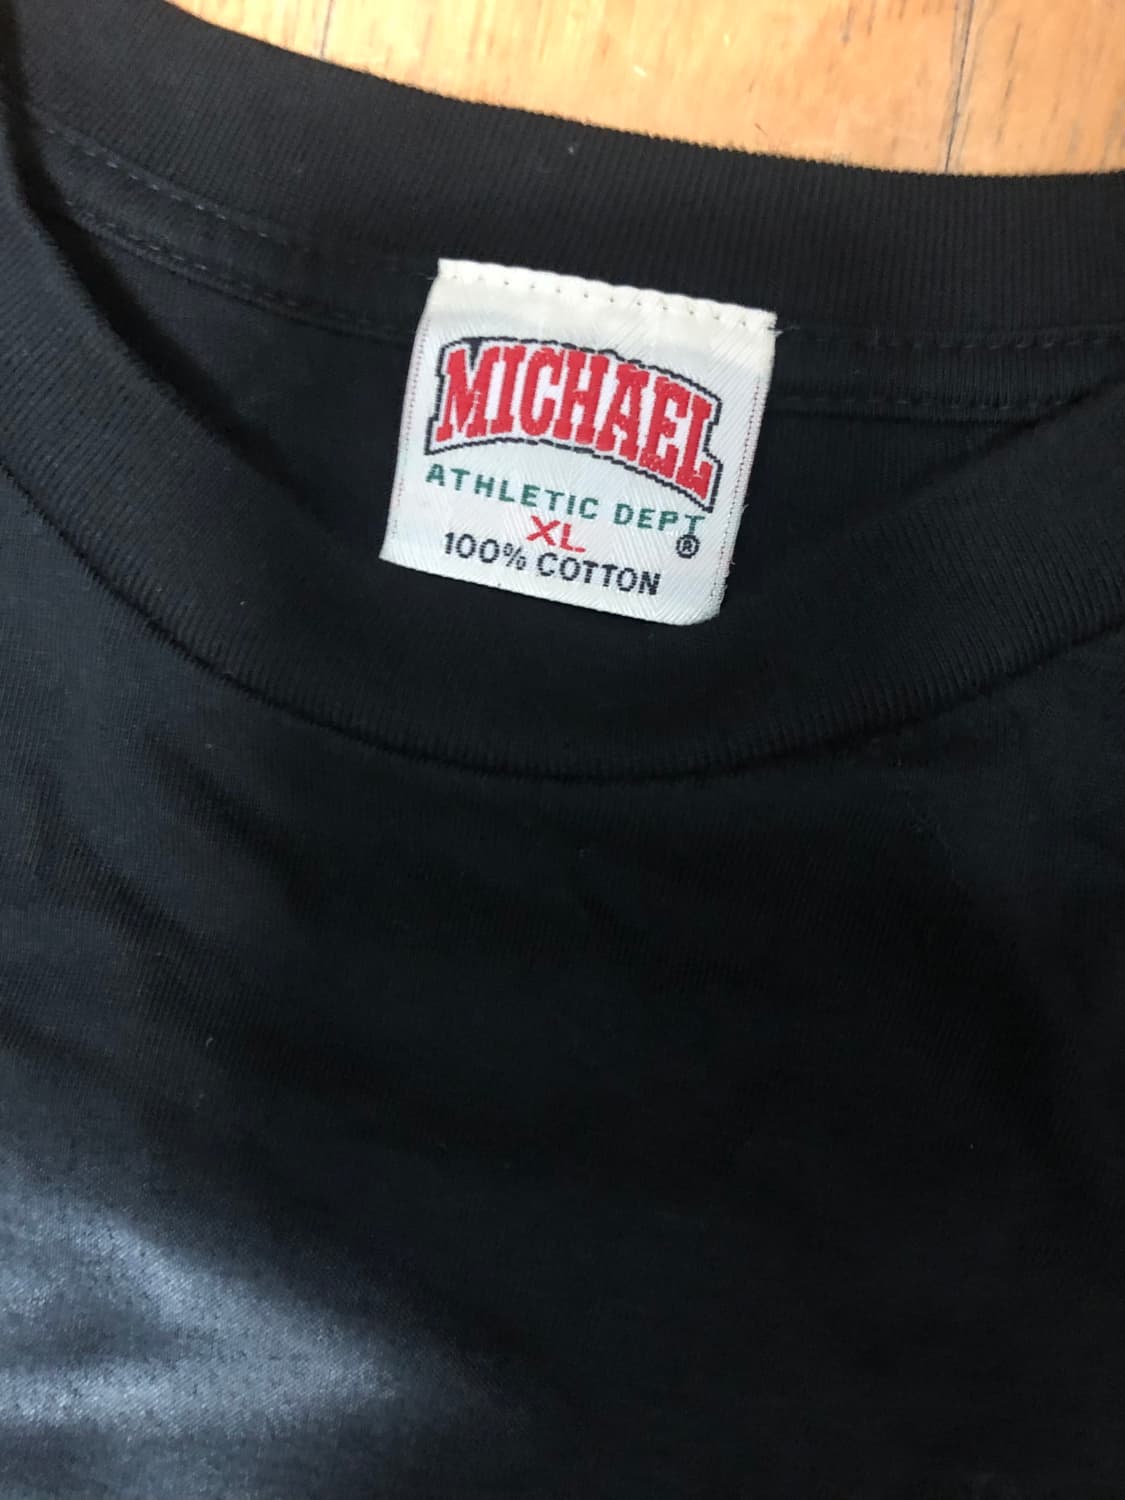 MICHAEL
ATHLETIC DEPT
XL
®
100% COTTON